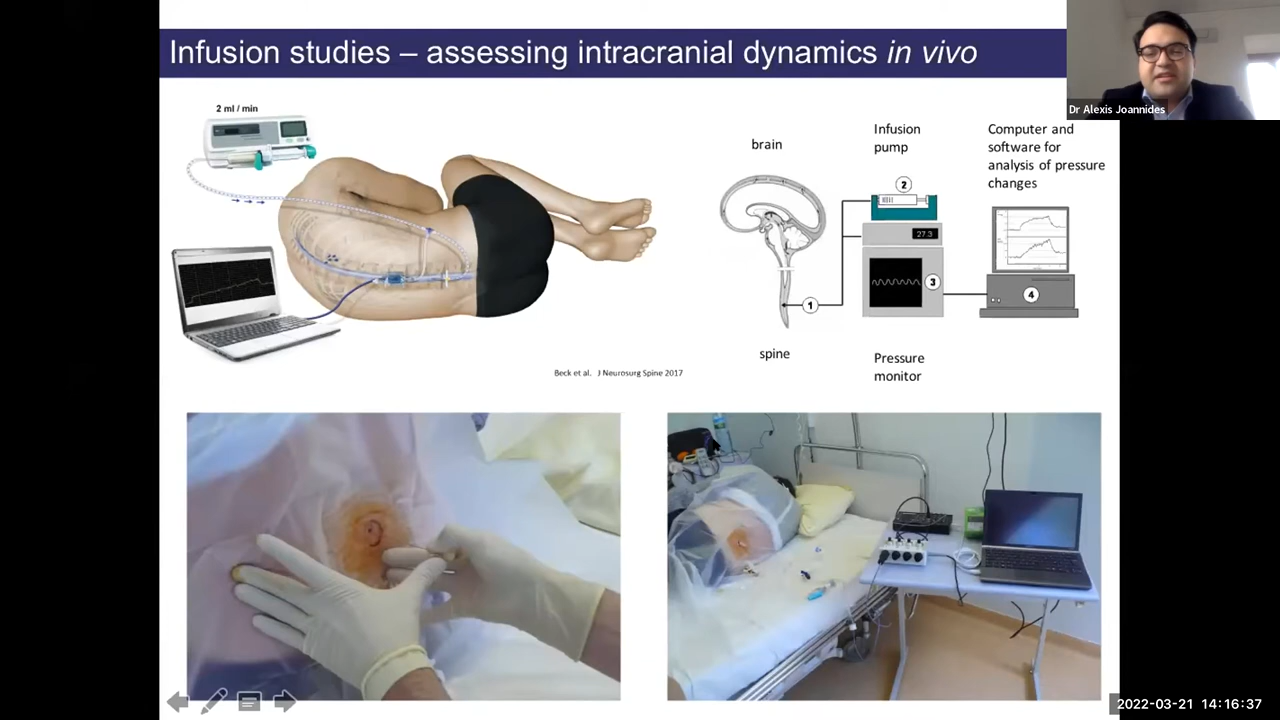 Infusion studies – assessing intracranial dynamics in vivo
Dr Alexis Joannides
2 ml / min
brain
Infusion
pump
Computer and
software for
analysis of pressure
changes
2
27.3
3
4
1
spine
Pressure
monitor
Beck et al. J Neurosurg Spine 2017
2022-03-21 14:16:37